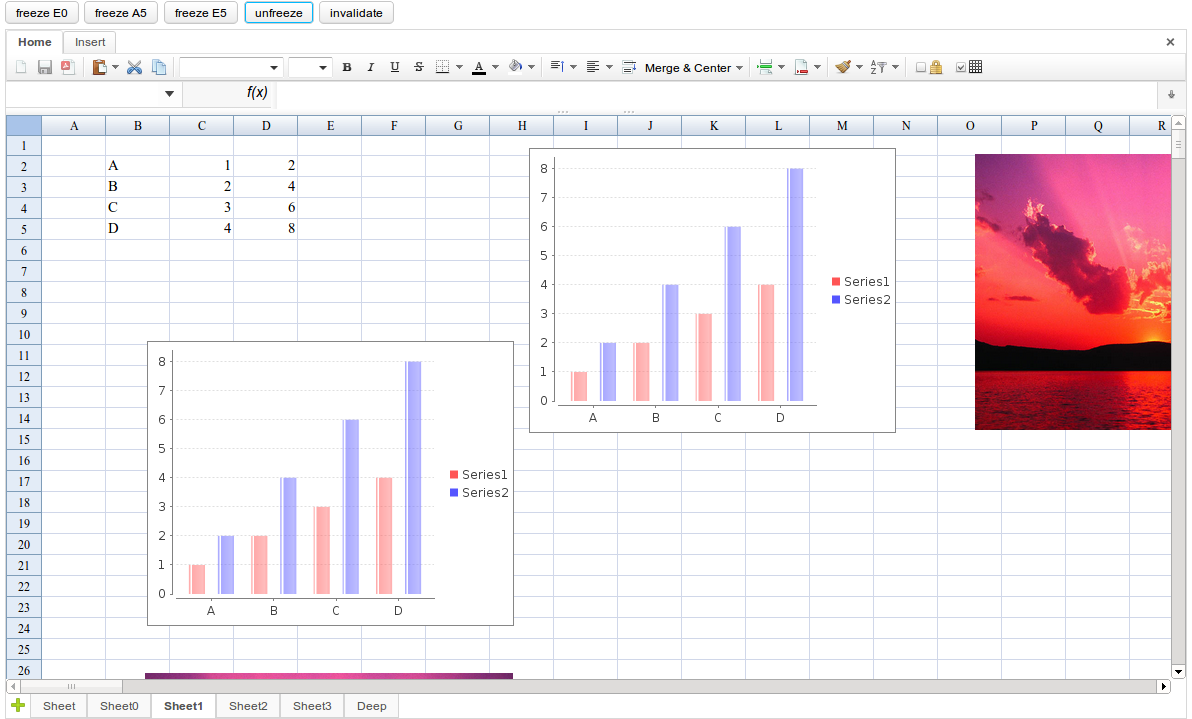 freeze E0 freeze A5 freeze E5 unfreeze invalidate
Home Insert
B I U S A Merge & Center A Z
f(x)
A B C D E F G H I J K L M N O P Q R
1
2 A 1 2
3 B 2 4
4 C 3 6
5 D 4 8
6
7
8
9
10
11
12
13
14
15
16
17
18
19
20
21
22
23
24
25
26
8
7
6
5
4
3
2
1
0
A B C D
Series1
Series2
8
7
6
5
4
3
2
1
0
A B C D
Series1
Series2
Sheet Sheet0 Sheet1 Sheet2 Sheet3 Deep